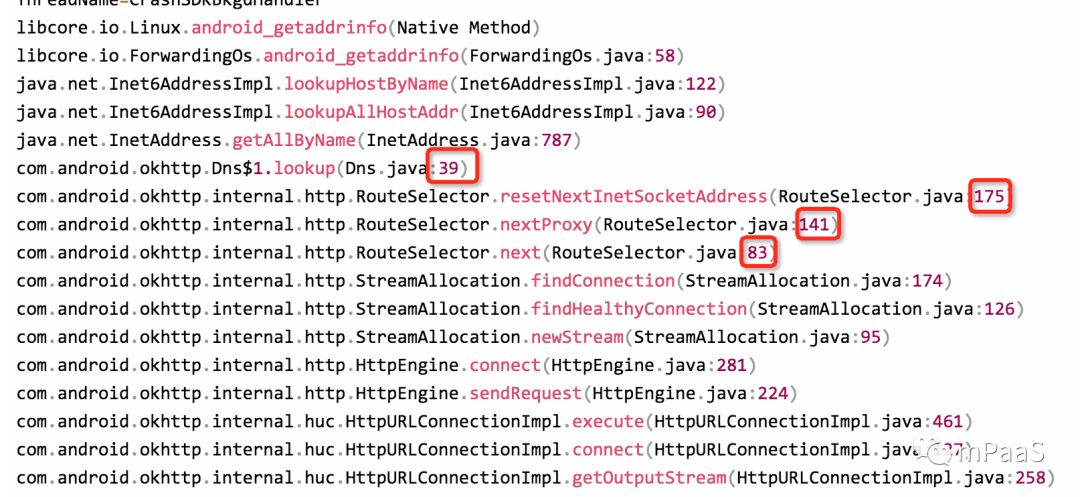 ThreadName=CrashSDKBkgdHandler
libcore.io.Linux.android_getaddrinfo(Native Method)
libcore.io.ForwardingOs.android_getaddrinfo(ForwardingOs.java:58)
java.net.Inet6AddressImpl.lookupHostByName(Inet6AddressImpl.java:122)
java.net.Inet6AddressImpl.lookupAllHostAddr(Inet6AddressImpl.java:90)
java.net.InetAddress.getAllByName(InetAddress.java:787)
com.android.okhttp.Dns$1.lookup(Dns.java:39)
com.android.okhttp.internal.http.RouteSelector.resetNextInetSocketAddress(RouteSelector.java:175
com.android.okhttp.internal.http.RouteSelector.nextProxy(RouteSelector.java:141)
com.android.okhttp.internal.http.RouteSelector.next(RouteSelector.java:83)
com.android.okhttp.internal.http.StreamAllocation.findConnection(StreamAllocation.java:174)
com.android.okhttp.internal.http.StreamAllocation.findHealthyConnection(StreamAllocation.java:126)
com.android.okhttp.internal.http.StreamAllocation.newStream(StreamAllocation.java:95)
com.android.okhttp.internal.http.HttpEngine.connect(HttpEngine.java:281)
com.android.okhttp.internal.http.HttpEngine.sendRequest(HttpEngine.java:224)
com.android.okhttp.internal.huc.HttpURLConnectionImpl.execute(HttpURLConnectionImpl.java:461)
com.android.okhttp.internal.huc.HttpURLConnectionImpl.connect(HttpURLConnectionImpl.java
com.android.okhttp.internal.huc.HttpURLConnectionImpl.getOutputStream(HttpURLConnectionImpl.java:258)
mPaaS